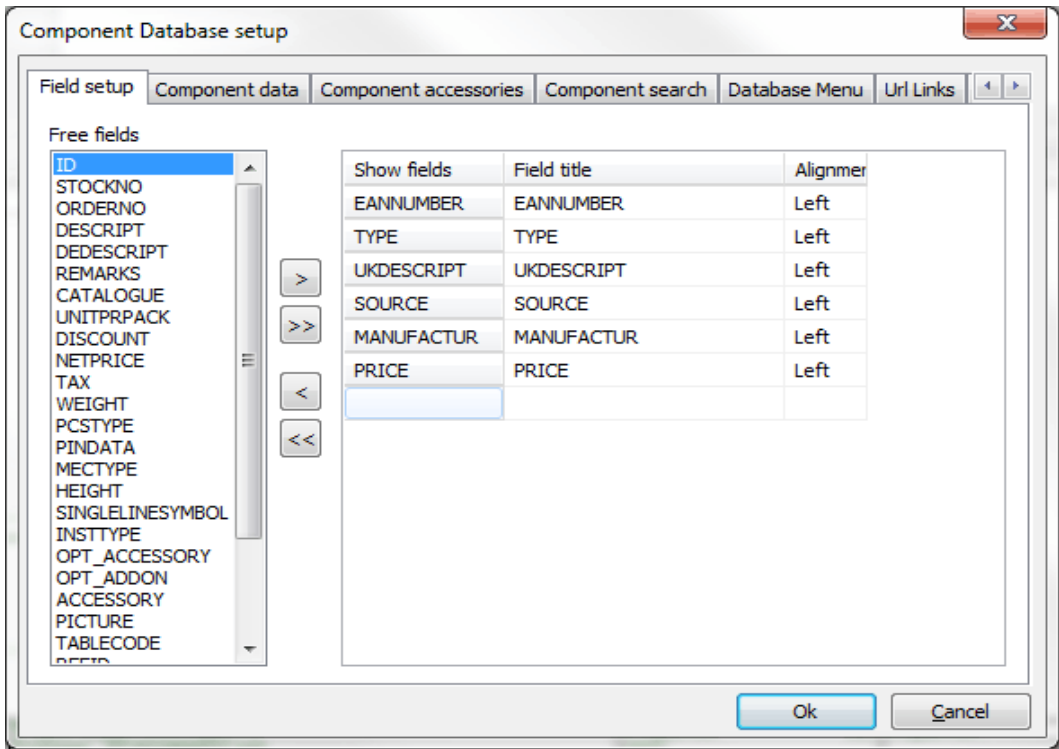 Component Database setup
Field setup Component data Component accessories Component search Database Menu Url Links
Free fields
ID
STOCKNO
ORDERNO
DESCRIPT
DEDESCRIPT
REMARKS
CATALOGUE
UNITPRPACK
DISCOUNT
NETPRICE
TAX
WEIGHT
PCSTYPE
PINDATA
MECTYPE
HEIGHT
SINGLELINESYMBOL
INSTTYPE
OPT_ACCESSORY
OPT_ADDON
ACCESSORY
PICTURE
TABLECODE
>
>>
<
<<
Show fields Field title Alignmer
EANNUMBER EANNUMBER Left
TYPE TYPE Left
UKDESCRIPT UKDESCRIPT Left
SOURCE SOURCE Left
MANUFACTUR MANUFACTUR Left
PRICE PRICE Left
Ok Cancel